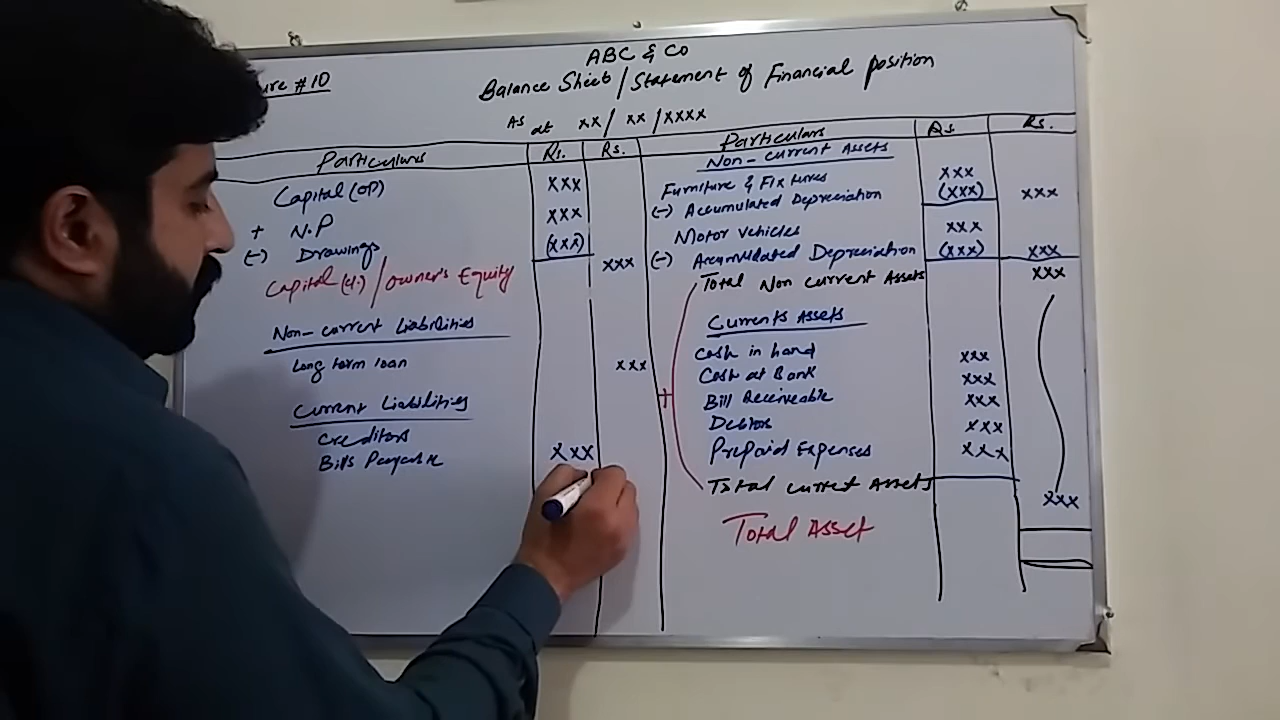 ure #10
ABC & Co
Balance Sheet / Statement of Financial position
As at xx / xx / xxxx
Particulars Rs. Rs.
Capital (OP) xxx
+ N.P xxx
(-) Drawings (xxx)
Capital (cl.) / owner's Equity xxx
Non-current Liabilities
Long term loan xxx
Current Liabilities
Creditors
Bills Payable xxx
Particulars Rs Rs.
Non-current Assets
Furniture & Fixtures xxx
(-) Accumulated Depreciation (xxx) xxx
Motor Vehicles xxx
(-) Accumulated Depreciation (xxx) xxx
Total Non current Assets xxx
Currents Assets
Cash in hand xxx
Cash at Bank xxx
+ Bill Receiveable xxx
Debtors xxx
Prepaid Expenses xxx
Total current Assets xxx
Total Asset